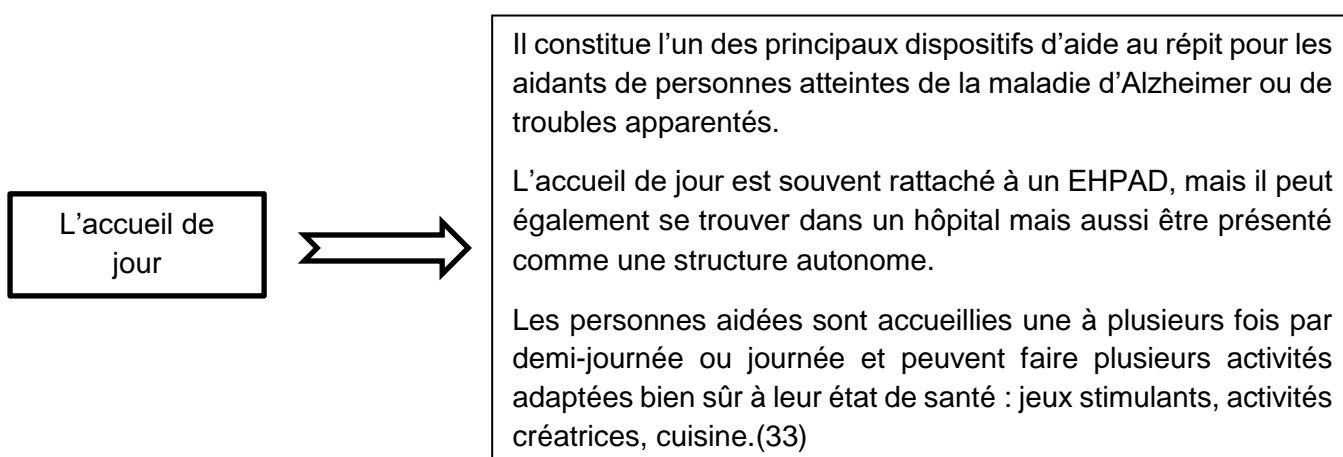 L’accueil de
jour
Il constitue l’un des principaux dispositifs d’aide au répit pour les
aidants de personnes atteintes de la maladie d’Alzheimer ou de
troubles apparentés.
L’accueil de jour est souvent rattaché à un EHPAD, mais il peut
également se trouver dans un hôpital mais aussi être présenté
comme une structure autonome.
Les personnes aidées sont accueillies une à plusieurs fois par
demi-journée ou journée et peuvent faire plusieurs activités
adaptées bien sûr à leur état de santé : jeux stimulants, activités
créatrices, cuisine.(33)